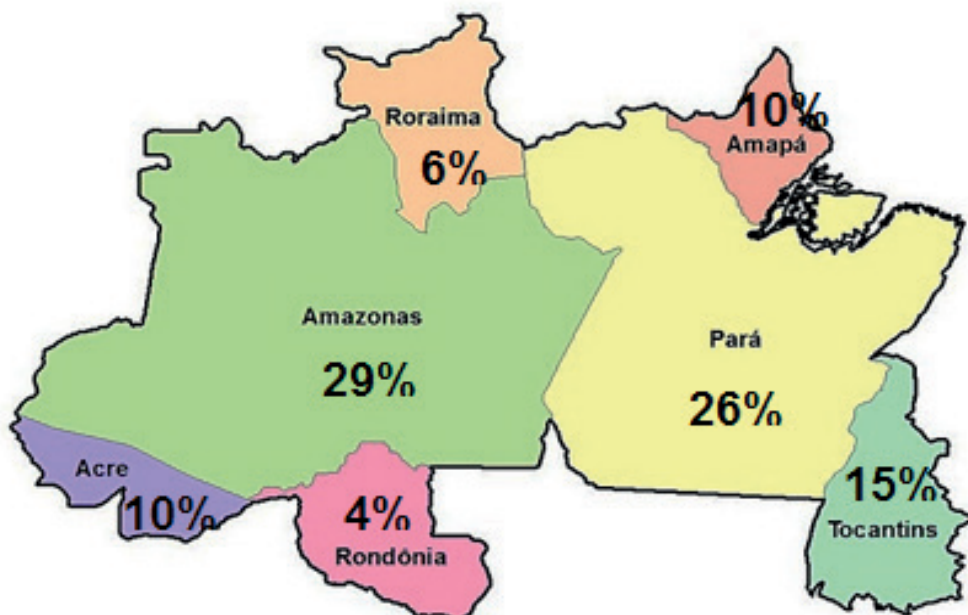 Roraima
6%
10%
Amapá
Amazonas
29%
Pará
26%
Acre
10%
4%
Rondônia
15%
Tocantins